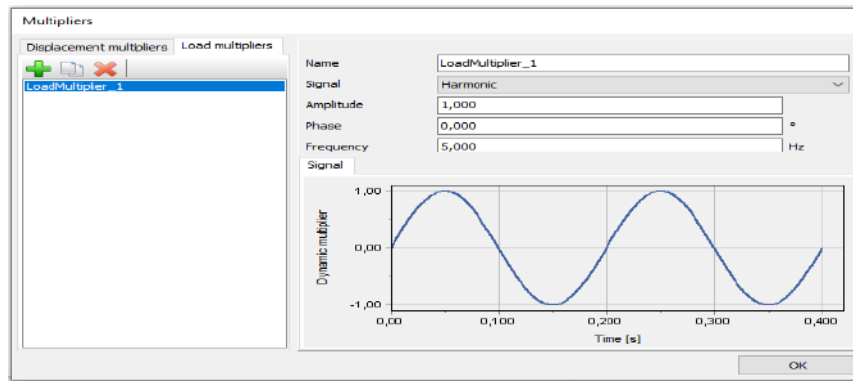 Multipliers
Displacement multipliers Load multipliers
LoadMultiplier_1
Name LoadMultiplier_1
Signal Harmonic
Amplitude 1,000
Phase 0,000 °
Frequency 5,000 Hz
Signal
1,00
0,00
-1,00
Dynamic multiplier
0,00 0,100 0,200 0,300 0,400
Time [s]
OK